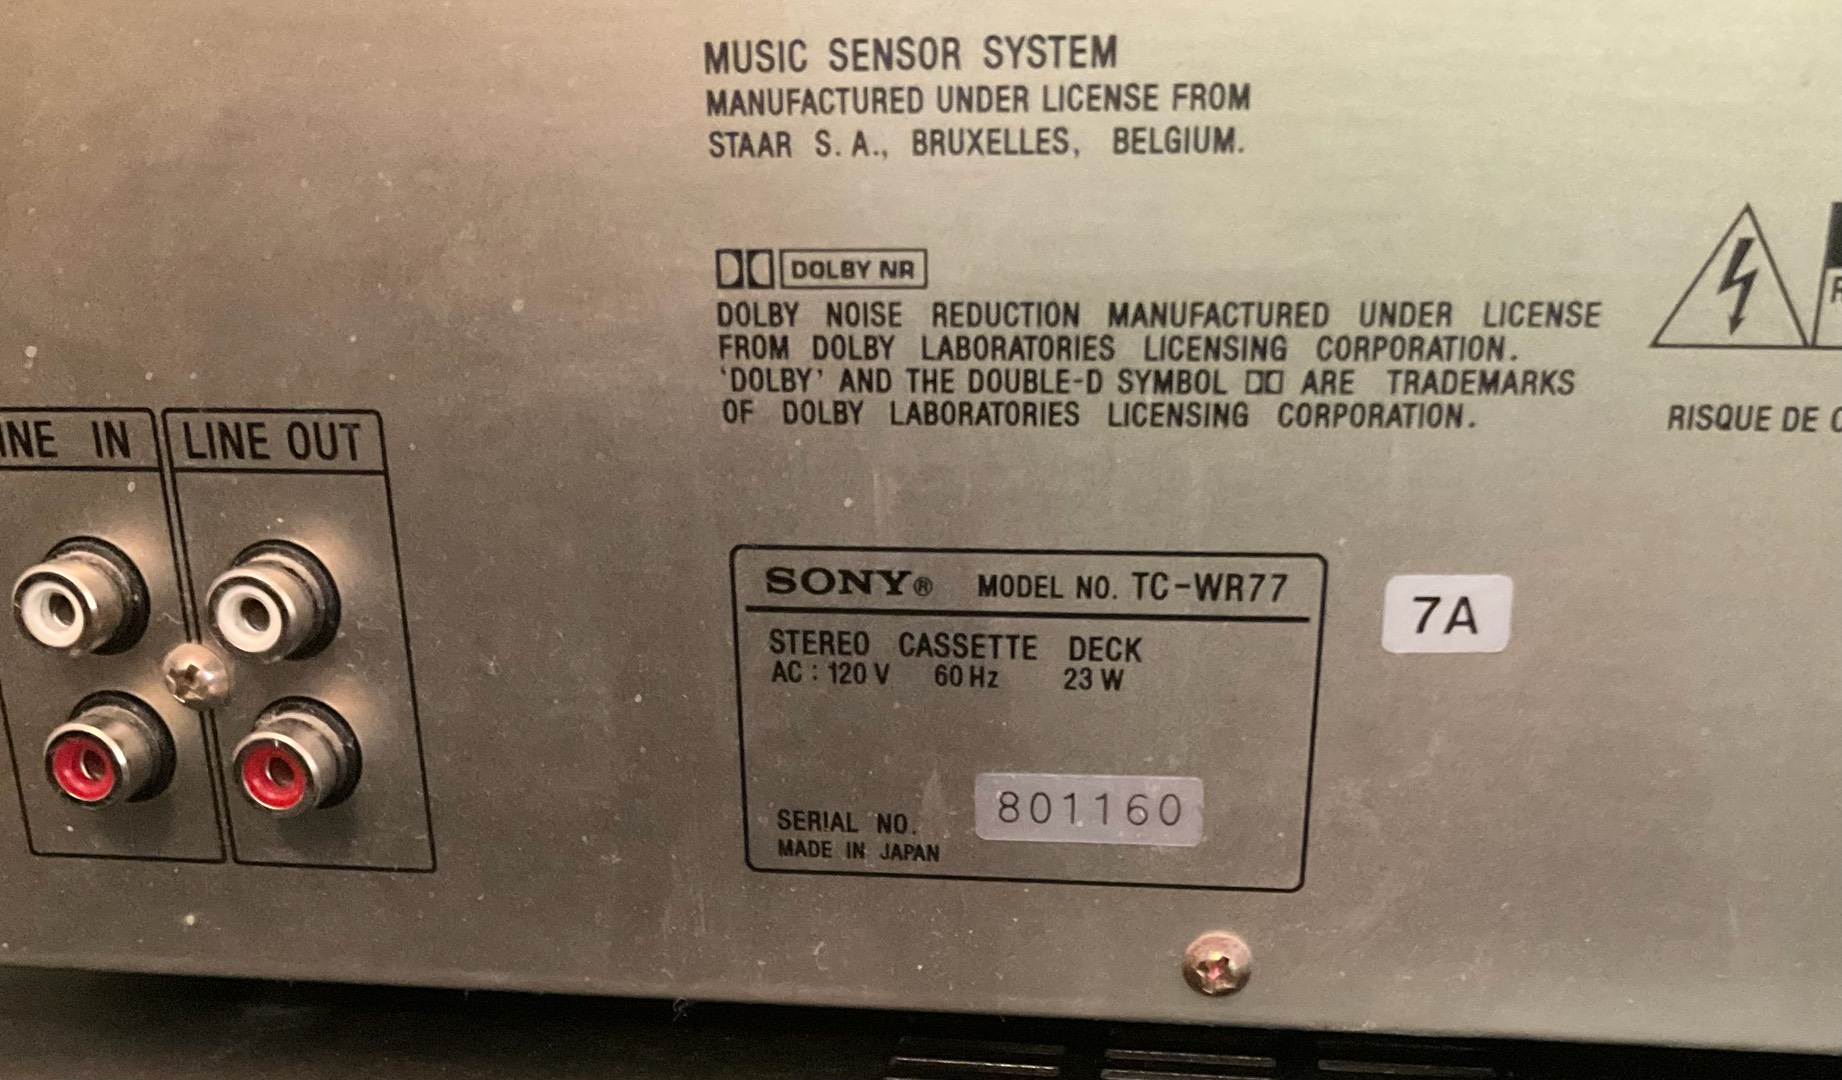 MUSIC SENSOR SYSTEM
MANUFACTURED UNDER LICENSE FROM
STAAR S.A., BRUXELLES, BELGIUM.
DOLBY NR
DOLBY NOISE REDUCTION MANUFACTURED UNDER LICENSE
FROM DOLBY LABORATORIES LICENSING CORPORATION.
'DOLBY' AND THE DOUBLE-D SYMBOL ARE TRADEMARKS
OF DOLBY LABORATORIES LICENSING CORPORATION.
RISQUE DE
IN
LINE OUT
SONY® MODEL NO. TC-WR77
7A
STEREO CASSETTE DECK
AC : 120 V 60 Hz 23 W
SERIAL NO. 801160
MADE IN JAPAN